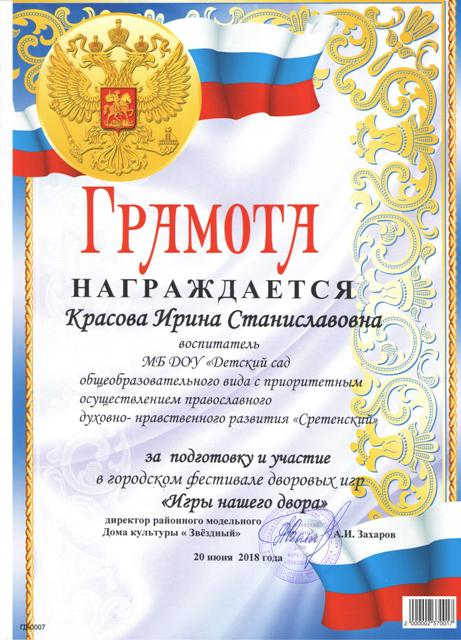 ГРАМОТА
НАГРАЖДАЕТСЯ
Красова Ирина Станиславовна
воспитатель
МБ ДОУ «Детский сад
общеобразовательного вида с приоритетным
осуществлением православного
духовно- нравственного развития «Сретенский»
за подготовку и участие
в городском фестивале дворовых игр
«Игры нашего двора»
директор районного модельного
Дома культуры « Звёздный» А.И. Захаров
20 июня 2018 года
ГД-0007
2 000002 370017